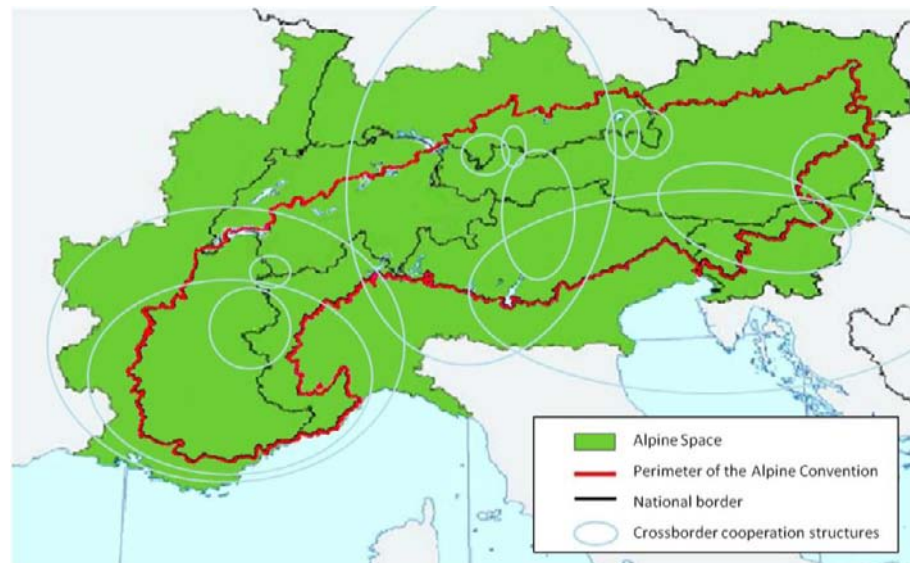 Alpine Space
Perimeter of the Alpine Convention
National border
Crossborder cooperation structures